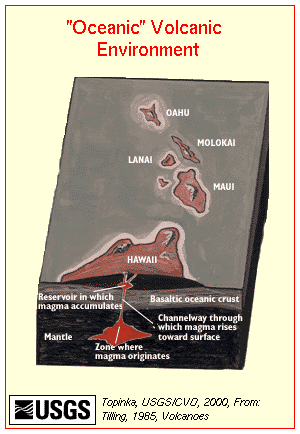 "Oceanic" Volcanic
Environment
OAHU
MOLOKAI
LANAI
MAUI
HAWAII
Reservoir in which
magma accumulates
Basaltic oceanic crust
Channelway through
which magma rises
toward surface
Mantle
Zone where
magma originates
USGS
Topinka, USGS/CVO, 2000, From:
Tilling, 1985, Volcanoes